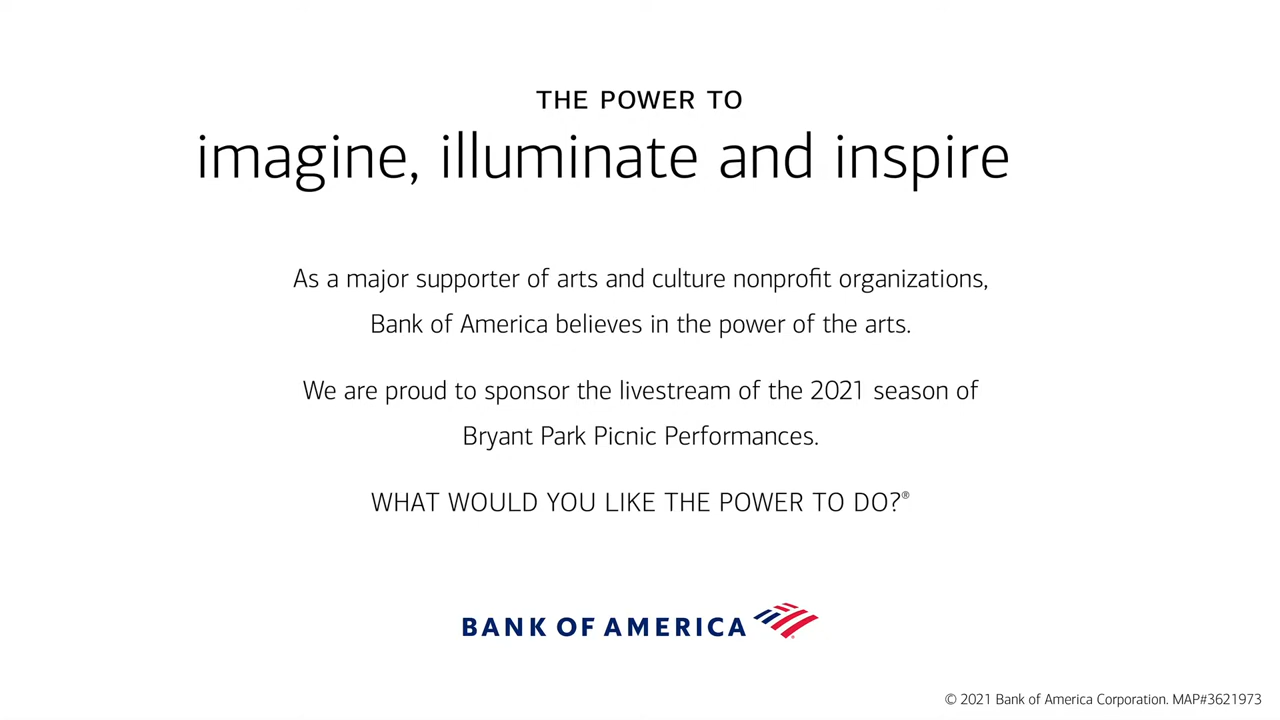 THE POWER TO
imagine, illuminate and inspire
As a major supporter of arts and culture nonprofit organizations,
Bank of America believes in the power of the arts.
We are proud to sponsor the livestream of the 2021 season of
Bryant Park Picnic Performances.
WHAT WOULD YOU LIKE THE POWER TO DO?®
BANK OF AMERICA
© 2021 Bank of America Corporation. MAP#3621973